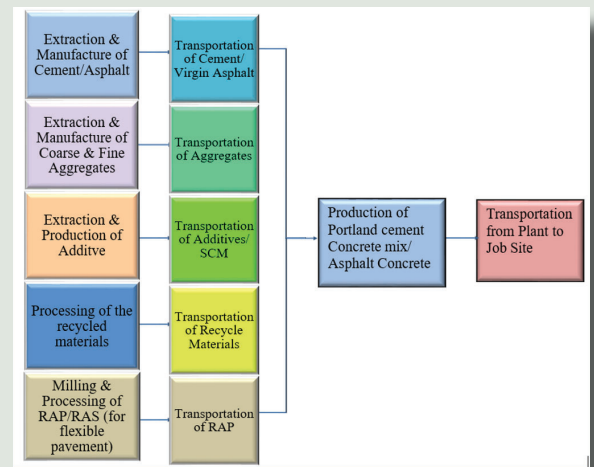 Extraction &
Manufacture of
Cement/Asphalt
Transportation
of Cement/
Virgin Asphalt
Extraction &
Manufacture of
Coarse & Fine
Aggregates
Transportation
of Aggregates
Extraction &
Production of
Additve
Transportation
of Additives/
SCM
Processing of the
recycled
materials
Transportation
of Recycle
Materials
Milling &
Processing of
RAP/RAS (for
flexible
pavement)
Transportation
of RAP
Production of
Portland cement
Concrete mix/
Asphalt Concrete
Transportation
from Plant to
Job Site